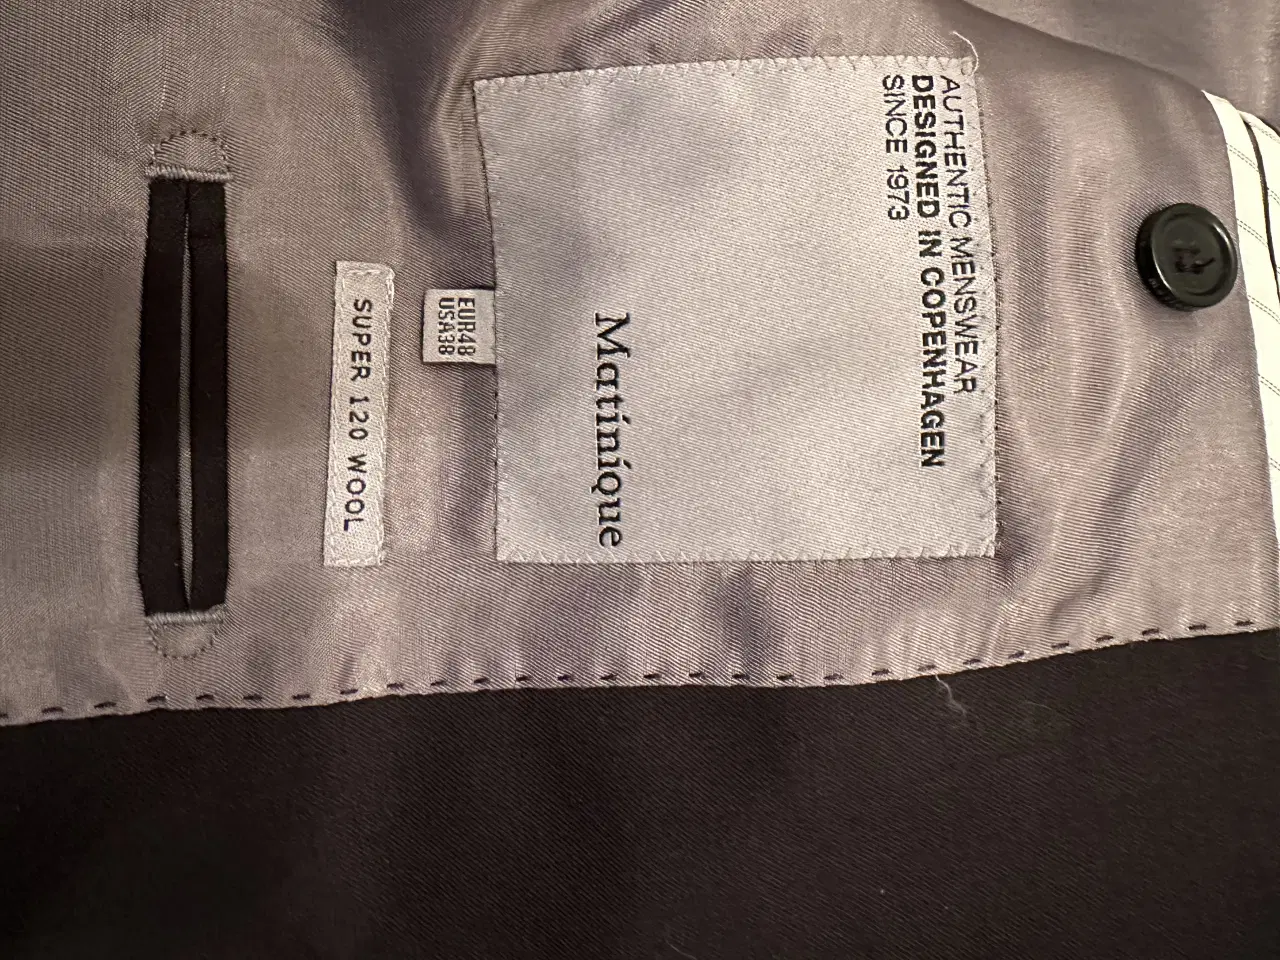 AUTHENTIC MENSWEAR
DESIGNED IN COPENHAGEN
SINCE 1973
Matíníque
EUR48
USA38
SUPER 120 WOOL